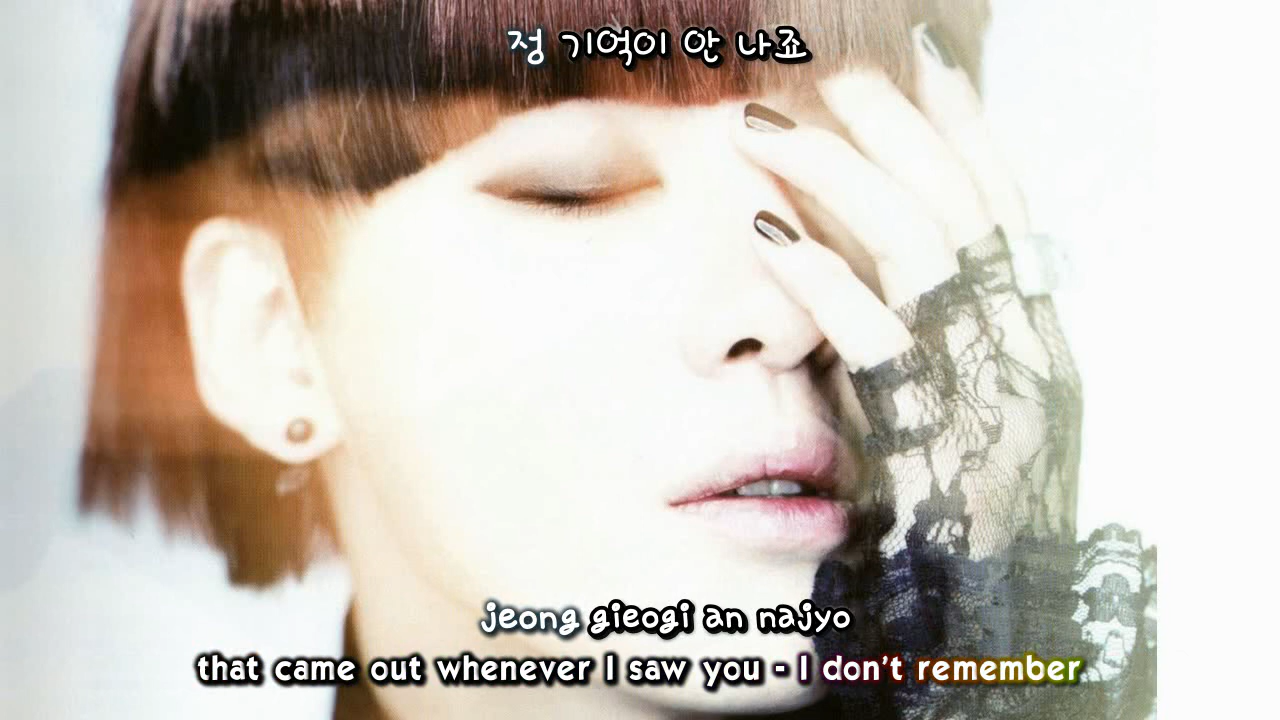 정 기억이 안 나죠
jeong gieogi an najyo
that came out whenever I saw you - I don't remember